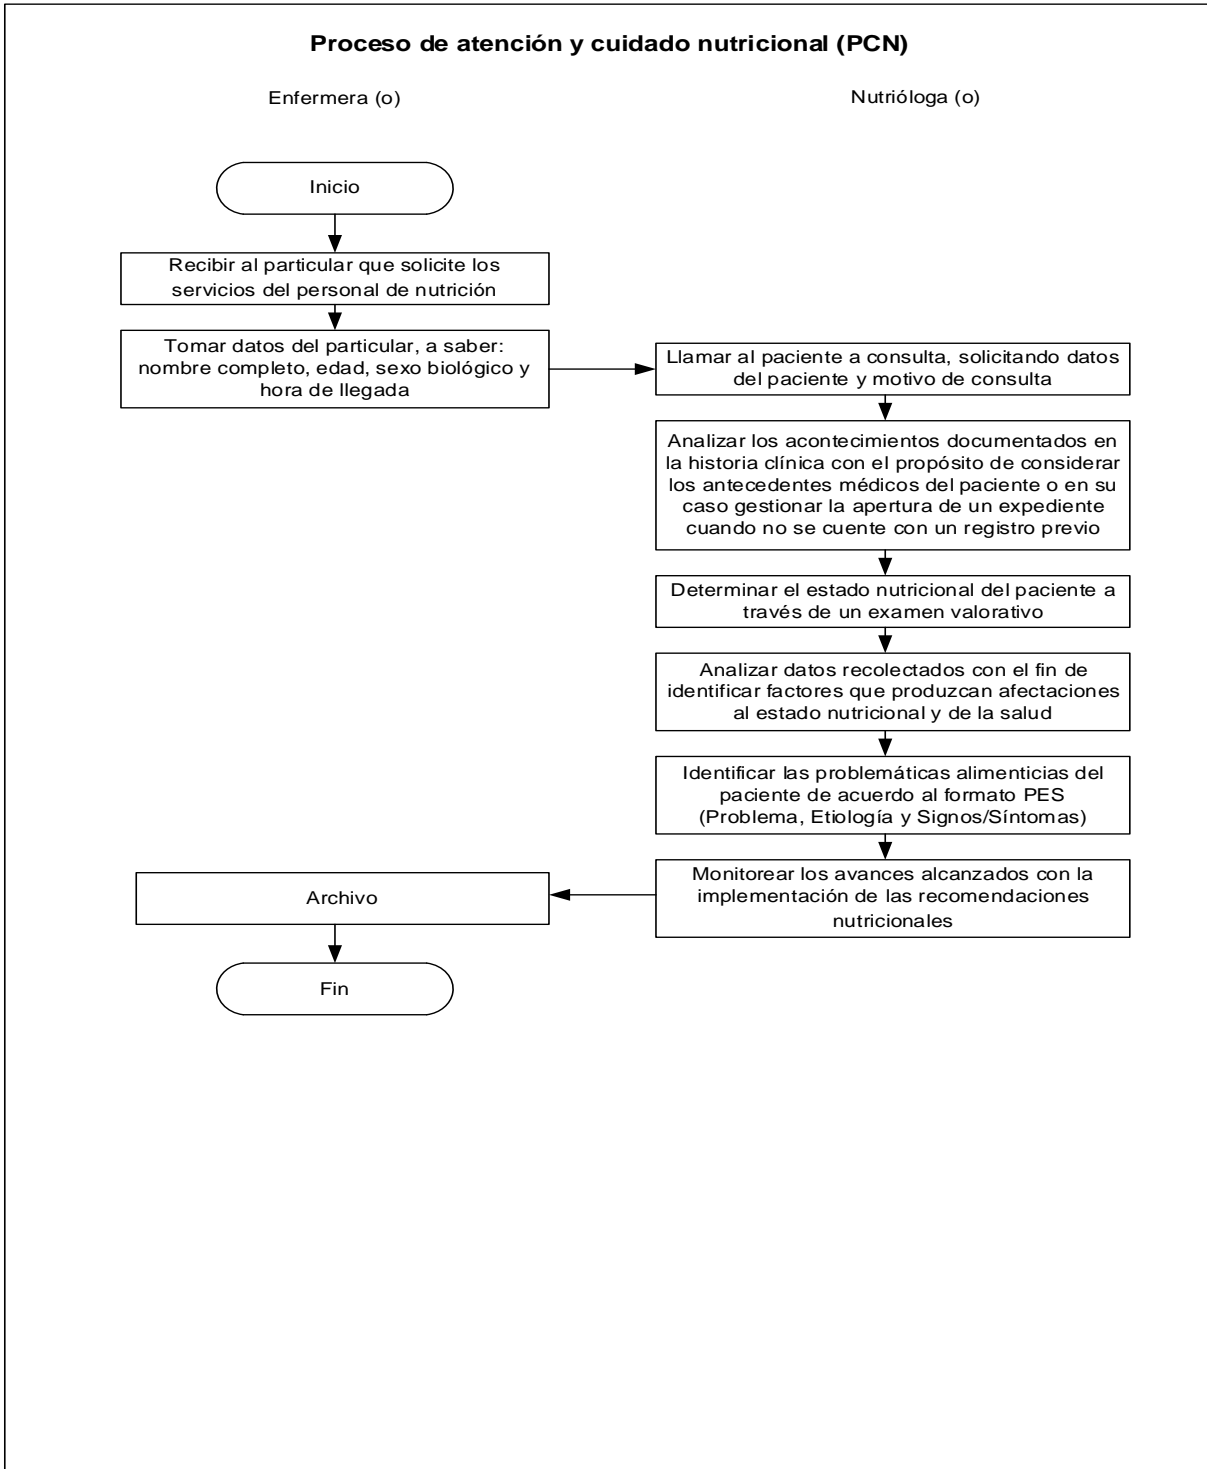 Proceso de atención y cuidado nutricional (PCN)
Enfermera (o)
Nutrióloga (o)
Inicio
Recibir al particular que solicite los
servicios del personal de nutrición
Tomar datos del particular, a saber:
nombre completo, edad, sexo biológico y
hora de llegada
Llamar al paciente a consulta, solicitando datos
del paciente y motivo de consulta
Analizar los acontecimientos documentados en
la historia clínica con el propósito de considerar
los antecedentes médicos del paciente o en su
caso gestionar la apertura de un expediente
cuando no se cuente con un registro previo
Determinar el estado nutricional del paciente a
través de un examen valorativo
Analizar datos recolectados con el fin de
identificar factores que produzcan afectaciones
al estado nutricional y de la salud
Identificar las problemáticas alimenticias del
paciente de acuerdo al formato PES
(Problema, Etiología y Signos/Síntomas)
Monitorear los avances alcanzados con la
implementación de las recomendaciones
nutricionales
Archivo
Fin